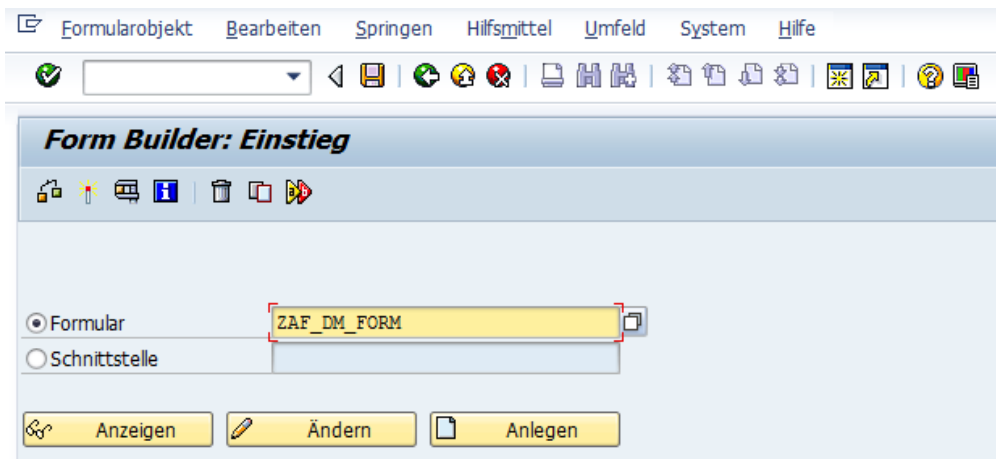 Formularobjekt Bearbeiten Springen Hilfsmittel Umfeld System Hilfe
Form Builder: Einstieg
Formular ZAF_DM_FORM
Schnittstelle
Anzeigen Ändern Anlegen